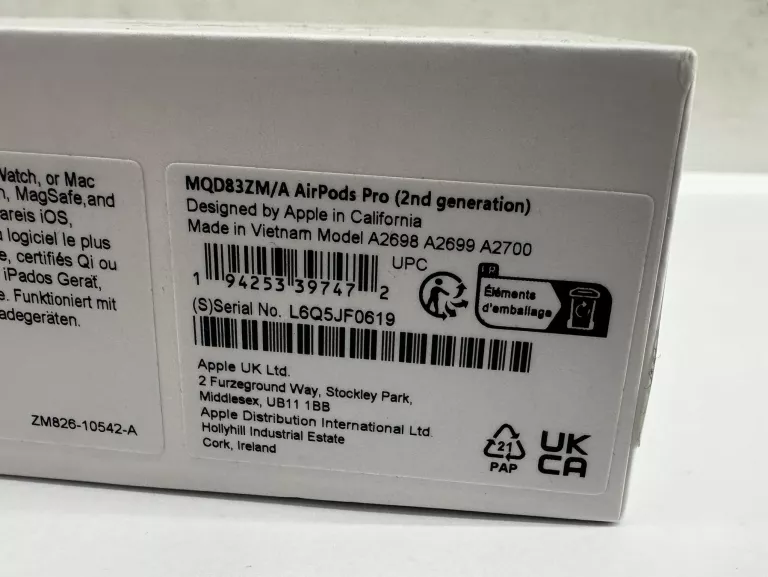 Watch, or Mac
, MagSafe,and
areis iOS,
u logiciel le plus
e, certifiés Qi ou
iPados Gerät,
e. Funktioniert mit
adegeräten.
ZM826-10542-A
MQD83ZM/A AirPods Pro (2nd generation)
Designed by Apple in California
Made in Vietnam Model A2698 A2699 A2700
UPC
1 94253 39747 2
FR
Éléments
d'emballage
(S)Serial No. L6Q5JF0619
Apple UK Ltd.
2 Furzeground Way, Stockley Park,
Middlesex, UB11 1BB
Apple Distribution International Ltd.
Hollyhill Industrial Estate
Cork, Ireland
21
PAP
UK
CA